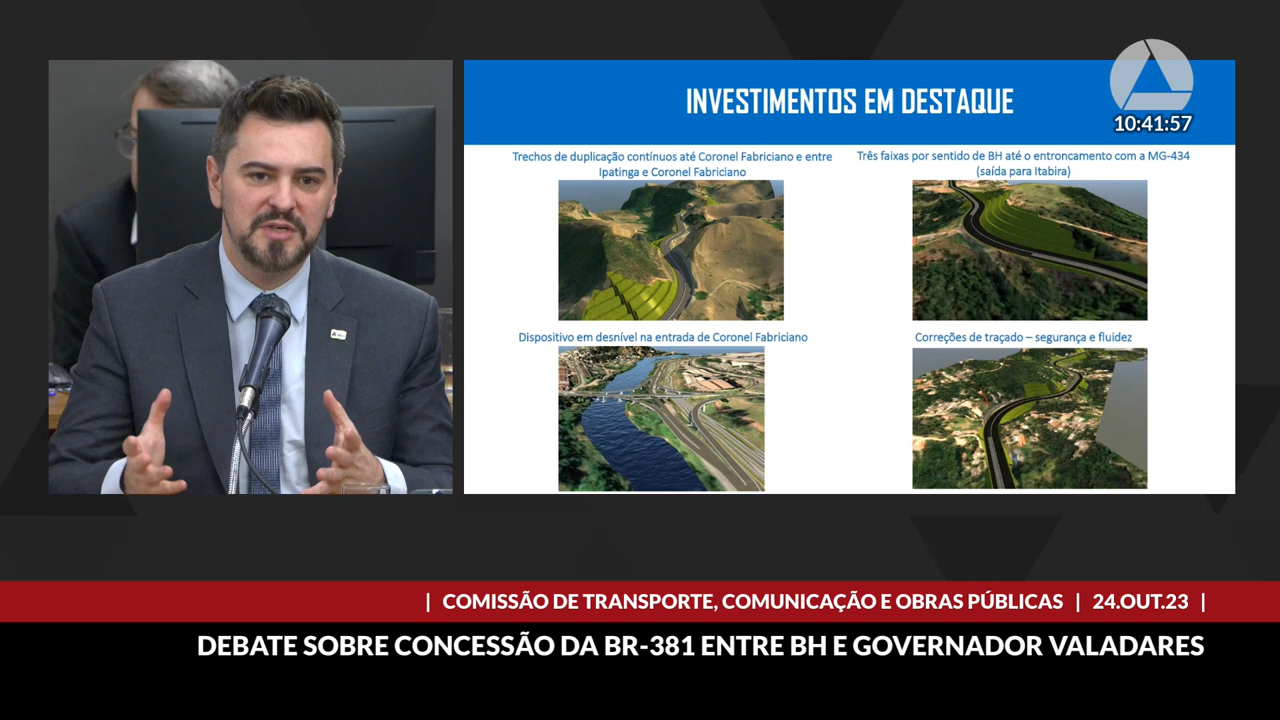 INVESTIMENTOS EM DESTAQUE
10:41:57
Trechos de duplicação contínuos até Coronel Fabriciano e entre
Ipatinga e Coronel Fabriciano
Três faixas por sentido de BH até o entroncamento com a MG-434
(saída para Itabira)
Dispositivo em desnível na entrada de Coronel Fabriciano
Correções de traçado – segurança e fluidez
| COMISSÃO DE TRANSPORTE, COMUNICAÇÃO E OBRAS PÚBLICAS | 24.OUT.23 |
DEBATE SOBRE CONCESSÃO DA BR-381 ENTRE BH E GOVERNADOR VALADARES